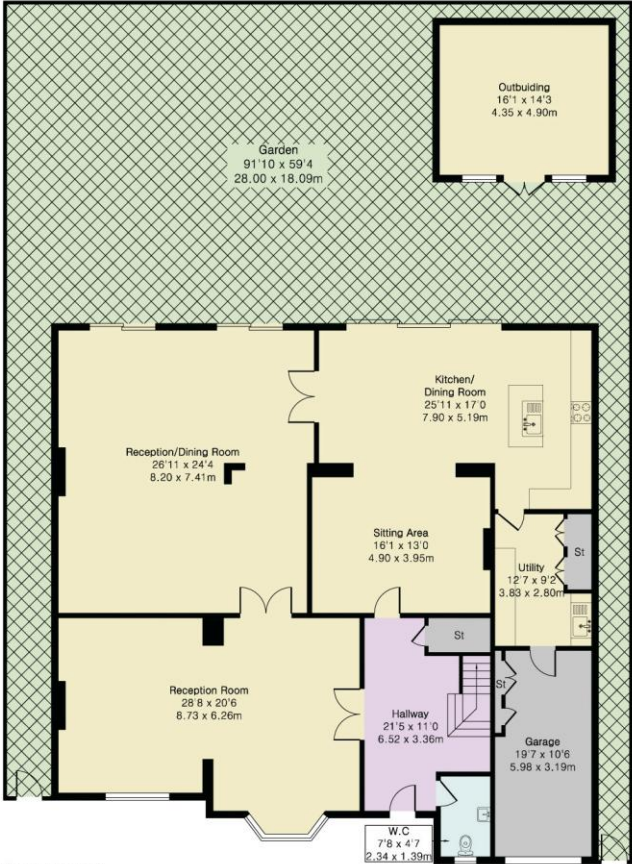 Outbuiding
16'1 x 14'3
4.35 x 4.90m
Garden
91'10 x 59'4
28.00 x 18.09m
Kitchen/
Dining Room
25'11 x 17'0
7.90 x 5.19m
Reception/Dining Room
26'11 x 24'4
8.20 x 7.41m
Sitting Area
16'1 x 13'0
4.90 x 3.95m
St
Utility
12'7 x 9'2
3.83 x 2.80m
St
St
Reception Room
28'8 x 20'6
8.73 x 6.26m
Hallway
21'5 x 11'0
6.52 x 3.36m
Garage
19'7 x 10'6
5.98 x 3.19m
W.C
7'8 x 4'7
2.34 x 1.39m